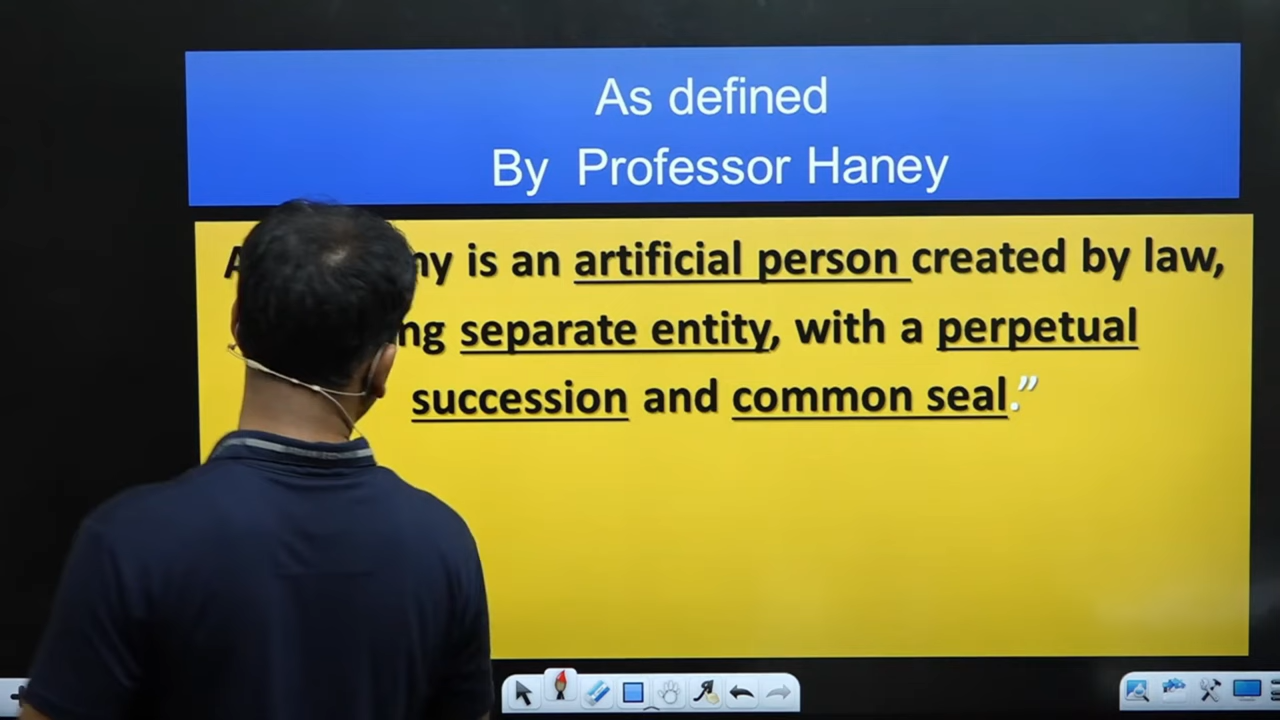 As defined
By Professor Haney
is an artificial person created by law,
separate entity, with a perpetual
succession and common seal.”